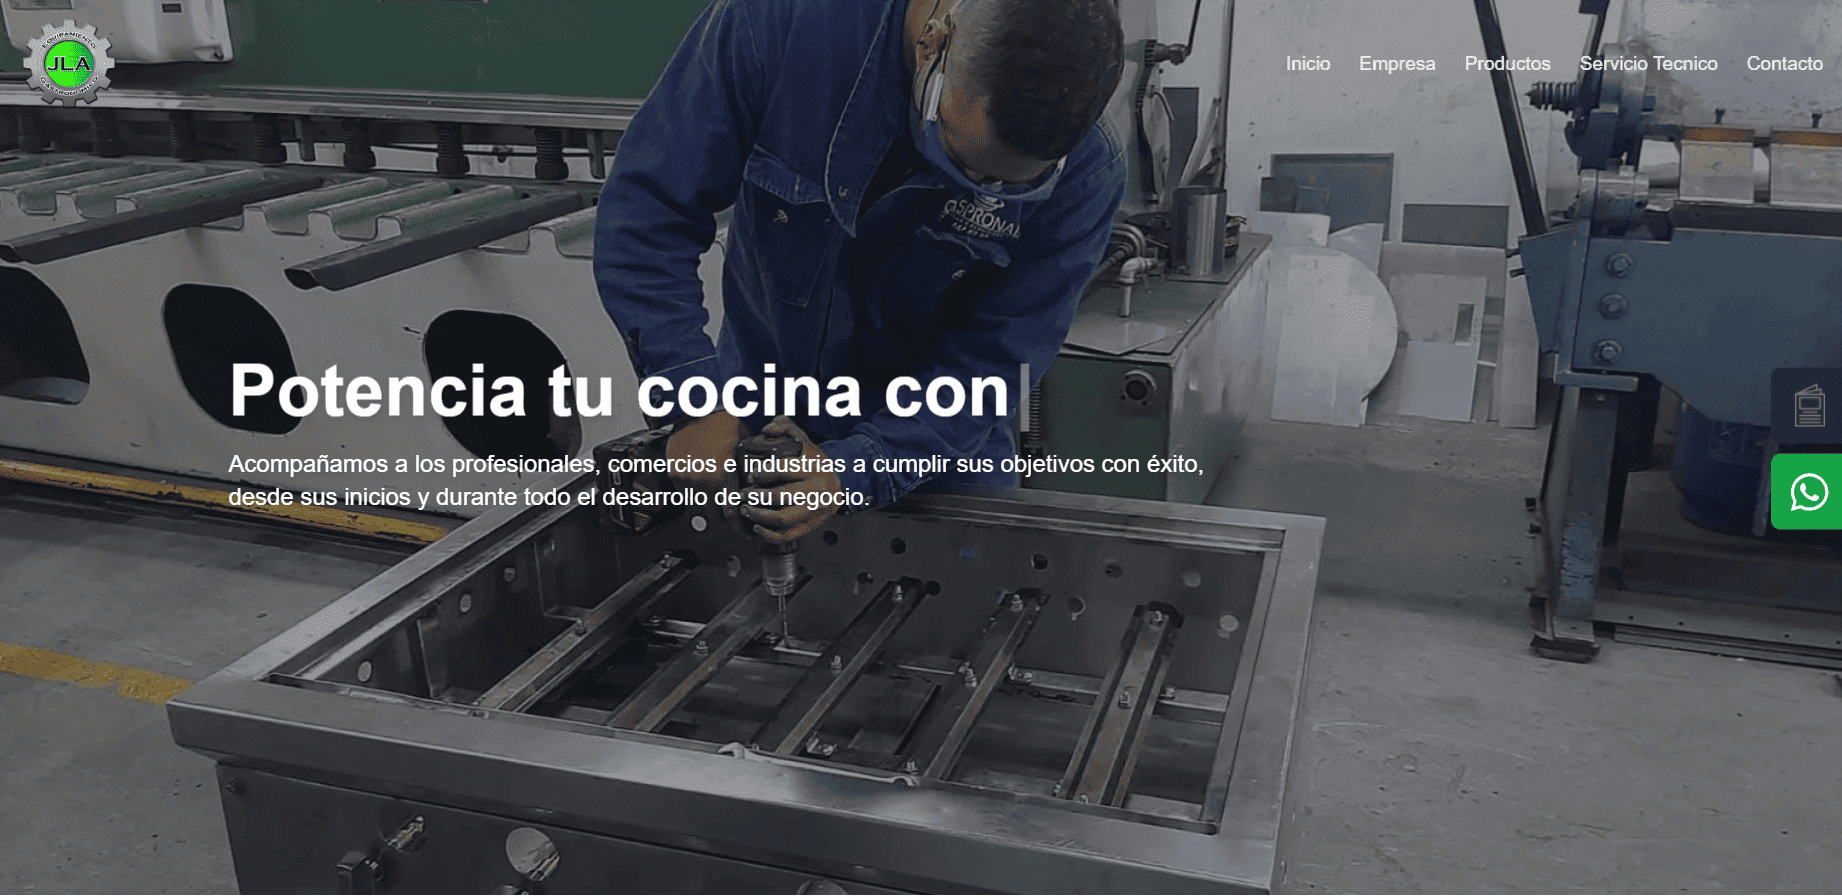 EQUIPAMIENTO
JLA
GASTRONOMICO
Inicio Empresa Productos Servicio Tecnico Contacto
Potencia tu cocina con
Acompañamos a los profesionales, comercios e industrias a cumplir sus objetivos con éxito,
desde sus inicios y durante todo el desarrollo de su negocio.